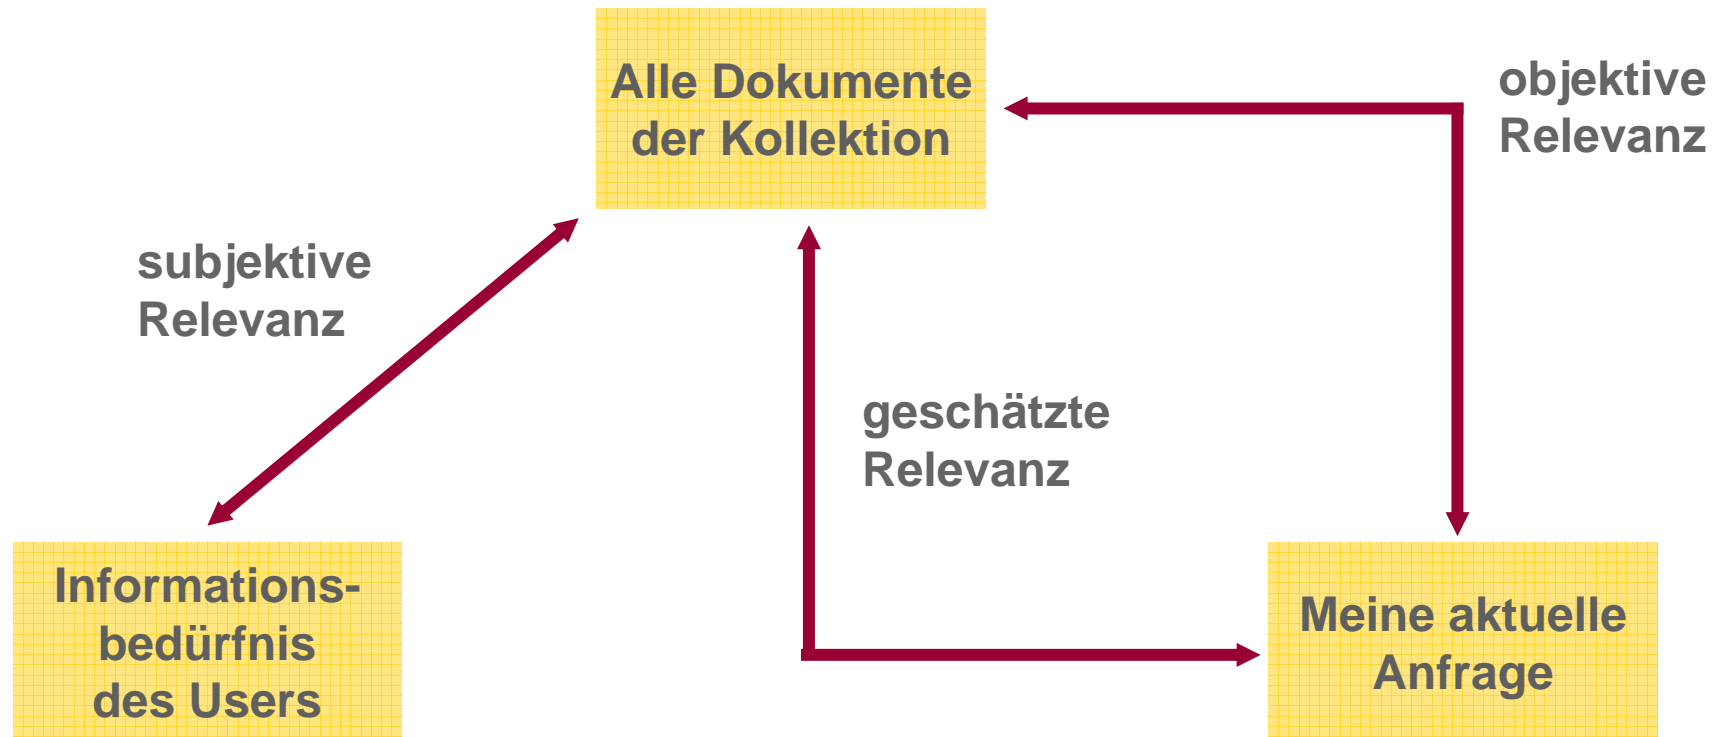 Alle Dokumente
der Kollektion
objektive
Relevanz
subjektive
Relevanz
geschätzte
Relevanz
Informations-
bedürfnis
des Users
Meine aktuelle
Anfrage